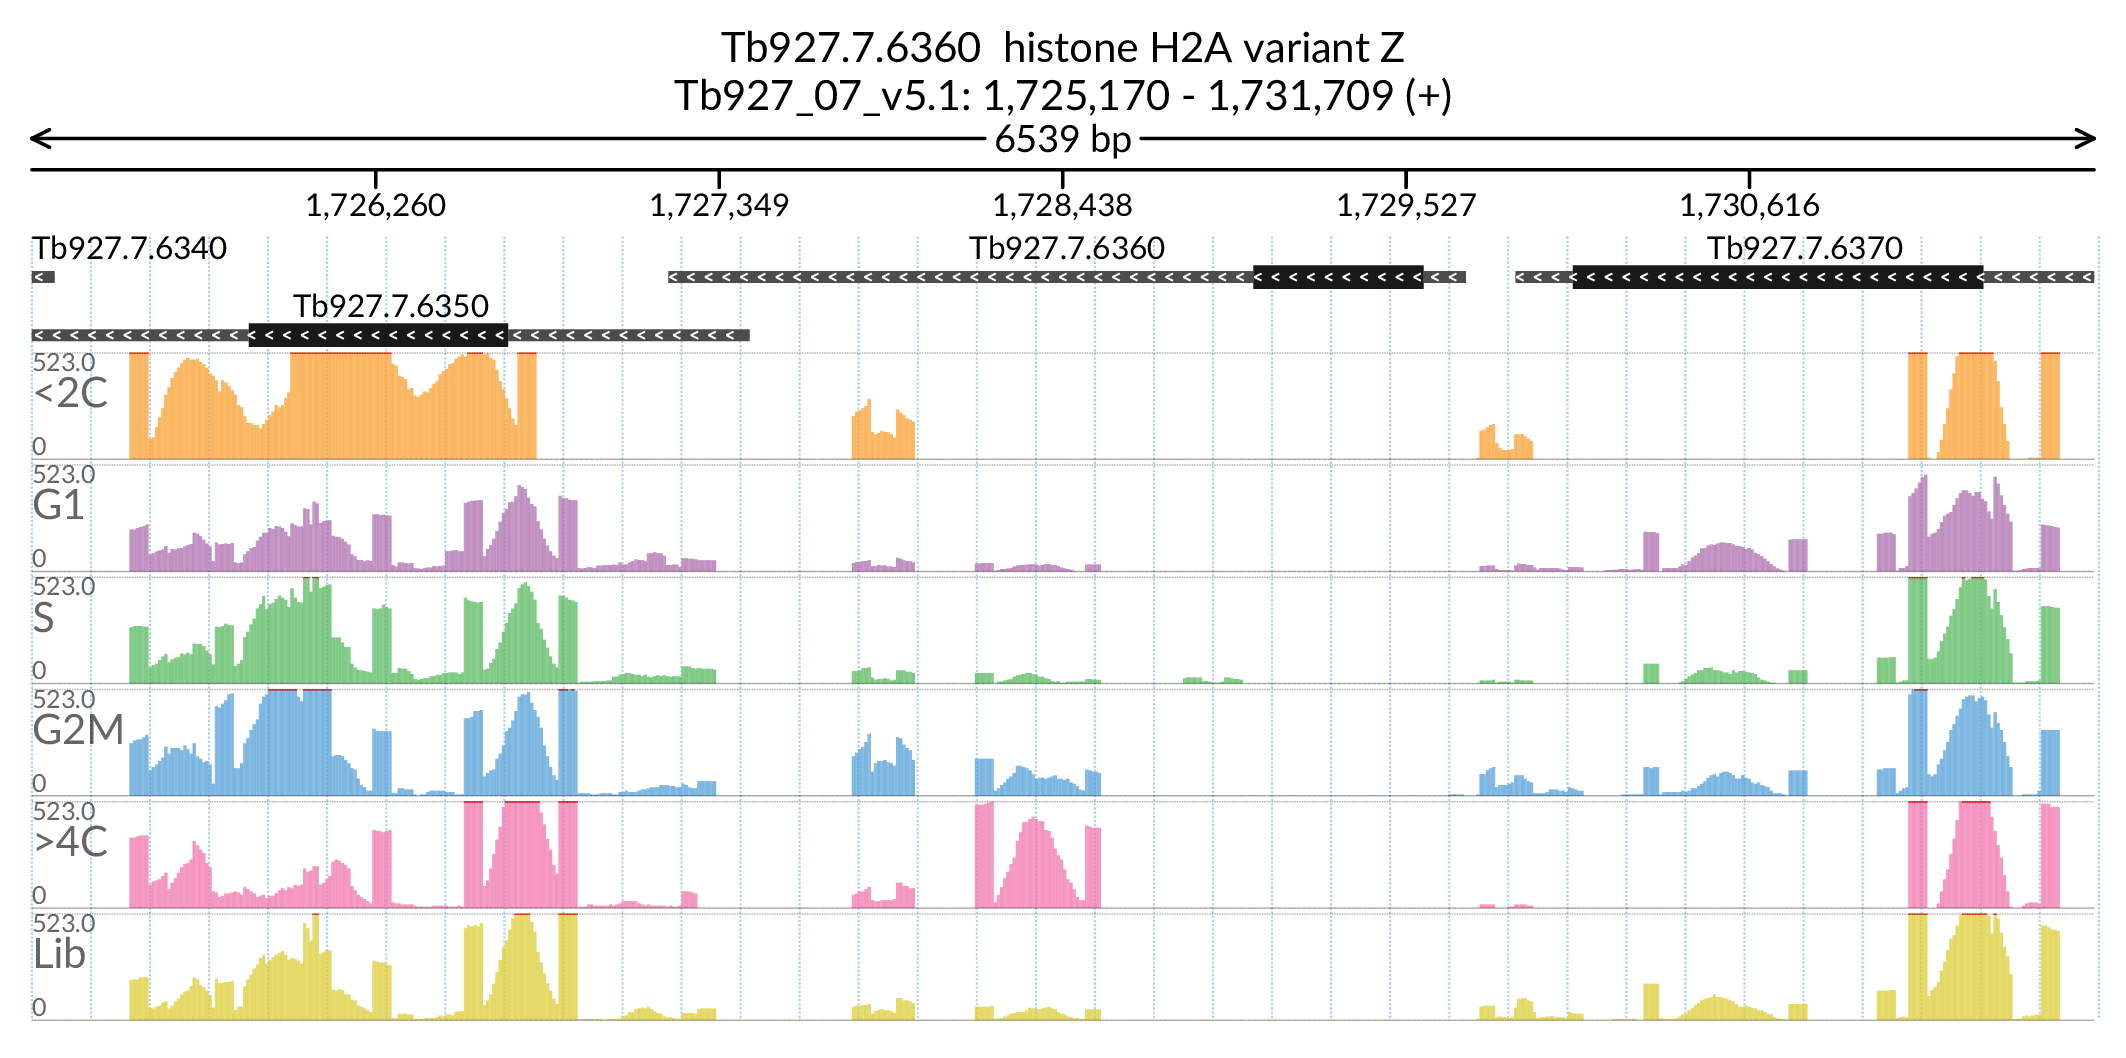 Tb927.7.6360  histone H2A variant Z
Tb927_07_v5.1: 1,725,170 - 1,731,709 (+)
6539 bp
1,726,260 1,727,349 1,728,438 1,729,527 1,730,616
Tb927.7.6340 Tb927.7.6360 Tb927.7.6370
Tb927.7.6350
523.0
<2C
0
523.0
G1
0
523.0
S
0
523.0
G2M
0
523.0
>4C
0
523.0
Lib
0